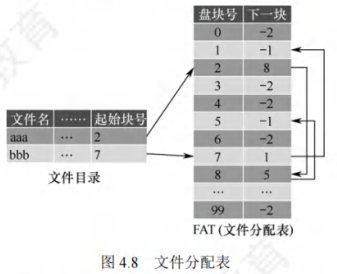 盘块号 下一块
0 -2
1 -1
2 8
3 -2
4 -2
5 -1
6 -2
7 1
8 5
… …
99 -2
FAT (文件分配表)
文件名 …… 起始块号
aaa … 2
bbb … 7
文件目录
图 4.8 文件分配表
教育